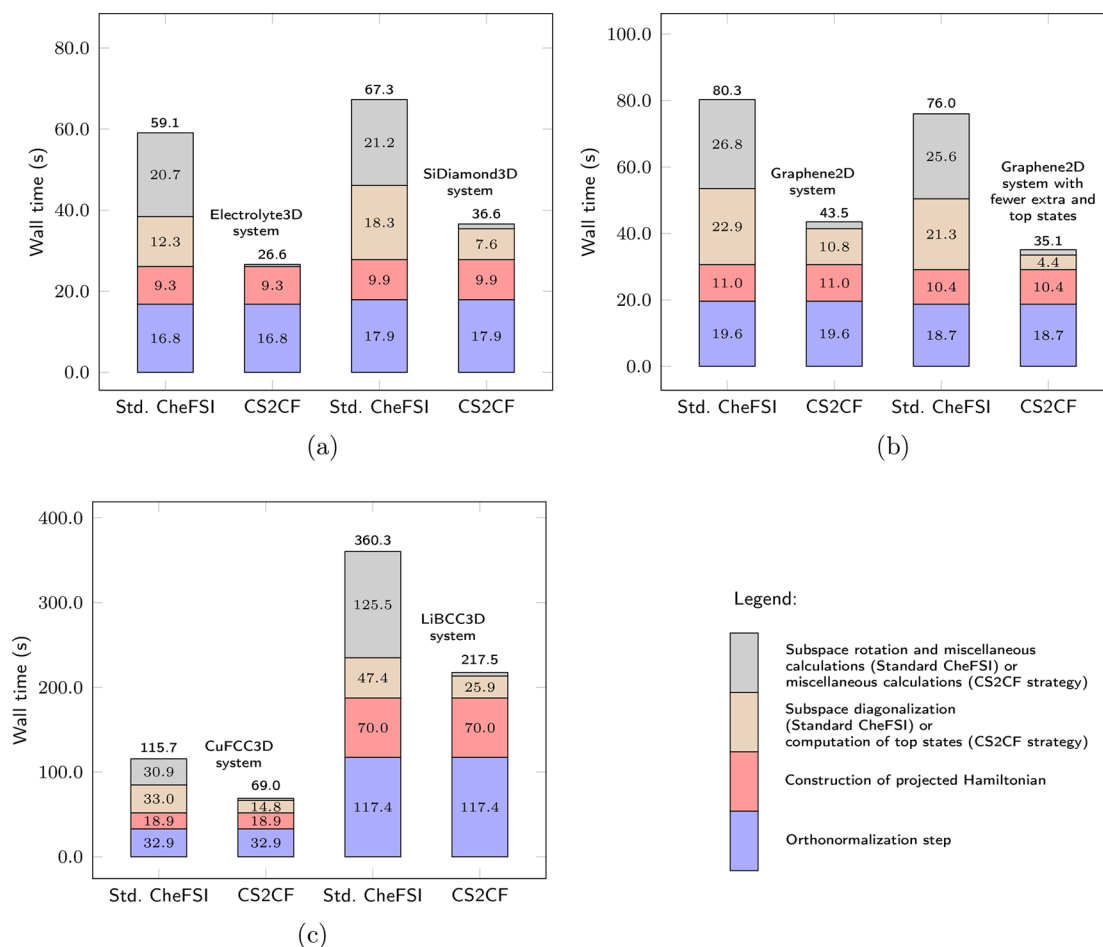 80.0
60.0
40.0
20.0
0.0
Wall time (s)
59.1
20.7
12.3
9.3
16.8
Electrolyte3D
system
26.6
9.3
16.8
67.3
21.2
18.3
9.9
17.9
SiDiamond3D
system
36.6
7.6
9.9
17.9
Std. CheFSI
CS2CF
Std. CheFSI
CS2CF
(a)
100.0
80.0
60.0
40.0
20.0
0.0
Wall time (s)
80.3
26.8
22.9
11.0
19.6
Graphene2D
system
43.5
10.8
11.0
19.6
76.0
25.6
21.3
10.4
18.7
Graphene2D
system with
fewer extra and
top states
35.1
4.4
10.4
18.7
Std. CheFSI
CS2CF
Std. CheFSI
CS2CF
(b)
400.0
300.0
200.0
100.0
0.0
Wall time (s)
115.7
30.9
33.0
18.9
32.9
CuFCC3D
system
69.0
14.8
18.9
32.9
360.3
125.5
47.4
70.0
117.4
LiBCC3D
system
217.5
25.9
70.0
117.4
Std. CheFSI
CS2CF
Std. CheFSI
CS2CF
(c)
Legend:
Subspace rotation and miscellaneous
calculations (Standard CheFSI) or
miscellaneous calculations (CS2CF strategy)
Subspace diagonalization
(Standard CheFSI) or
computation of top states (CS2CF strategy)
Construction of projected Hamiltonian
Orthonormalization step